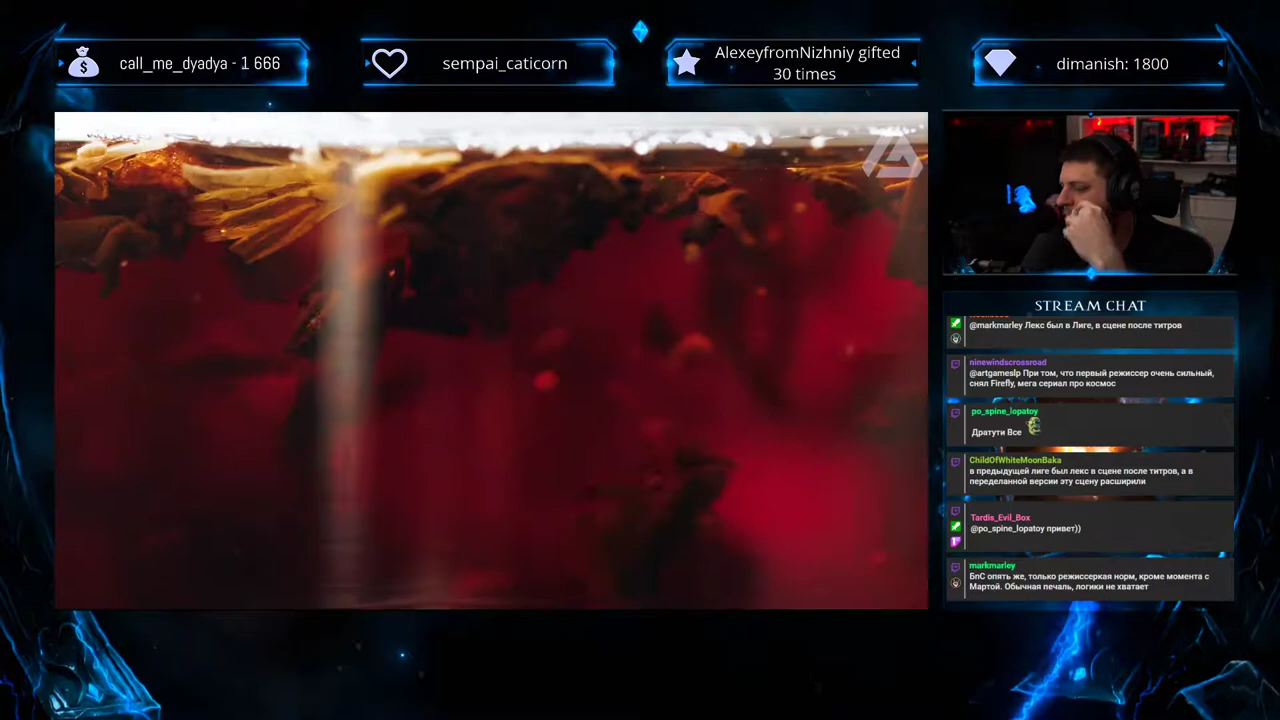 call_me_dyadya - 1 666
sempai_caticorn
AlexeyfromNizhniy gifted
30 times
dimanish: 1800
STREAM CHAT
@markmarley Лекс был в Лиге, в сцене после титров
ninewindscrossroad
@artgameslp При том, что первый режиссер очень сильный,
снял Firefly, мега сериал про космос
po_spine_lopatoy
Дратути Все
ChildOfWhiteMoonBaka
в предыдущей лиге был лекс в сцене после титров, а в
переделанной версии эту сцену расширили
Tardis_Evil_Box
@po_spine_lopatoy привет))
markmarley
БпС опять же, только режиссеркая норм, кроме момента с
Мартой. Обычная печаль, логики не хватает